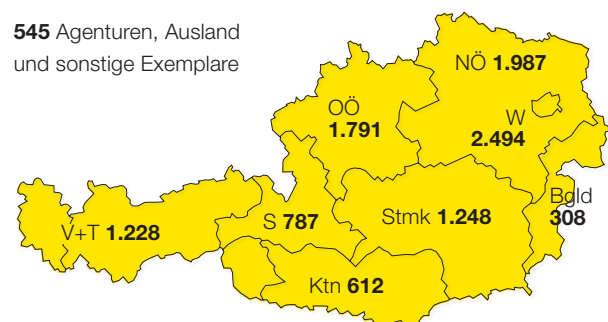 545 Agenturen, Ausland
und sonstige Exemplare
NÖ 1.987
OÖ
1.791
W
2.494
Bgld
308
V+T 1.228
S 787
Stmk 1.248
Ktn 612